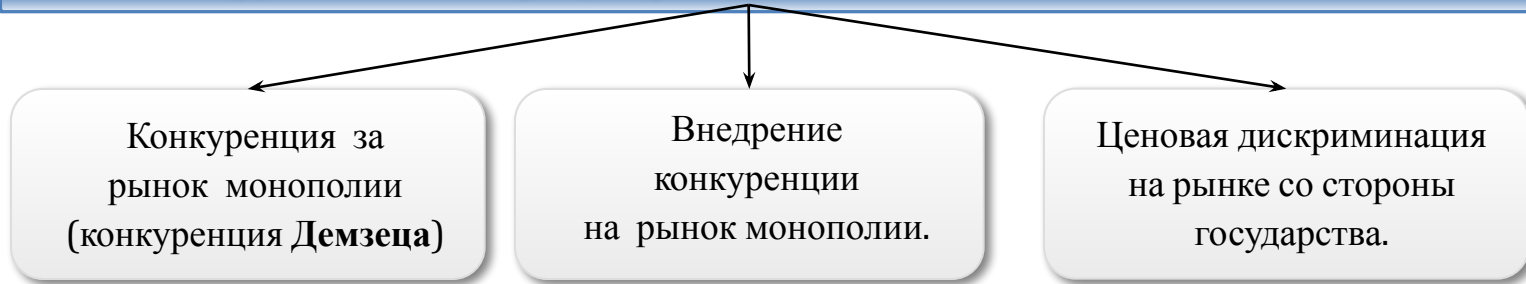 Конкуренция за
рынок монополии
(конкуренция Демзеца)
Внедрение
конкуренции
на рынок монополии.
Ценовая дискриминация
на рынке со стороны
государства.